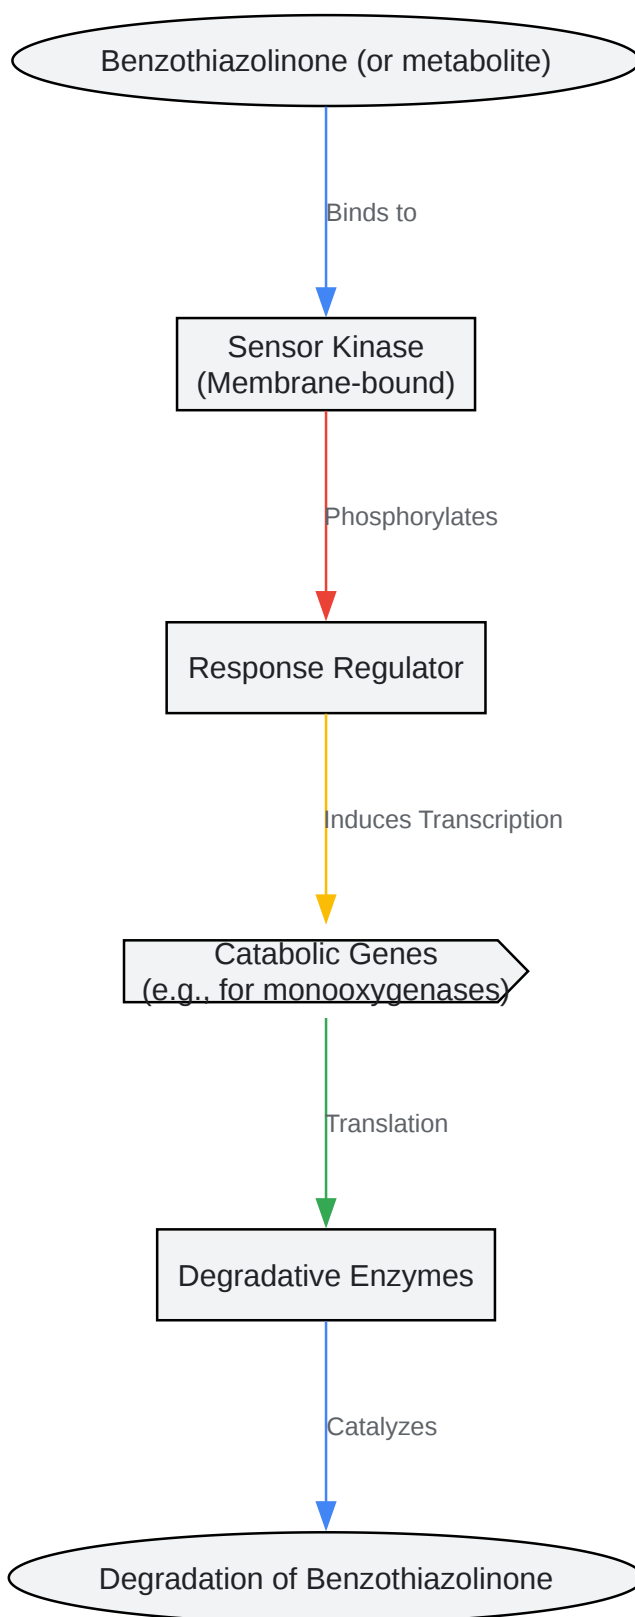 Benzothiazolinone (or metabolite)
Binds to
Sensor Kinase
(Membrane-bound)
Phosphorylates
Response Regulator
Induces Transcription
Catabolic Genes
(e.g., for monooxygenases)
Translation
Degradative Enzymes
Catalyzes
Degradation of Benzothiazolinone